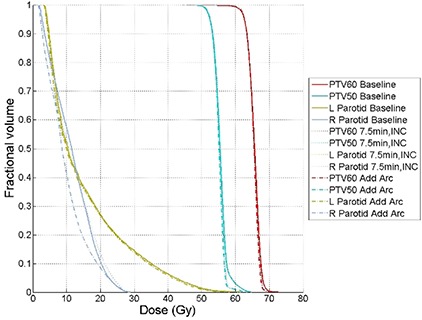 1
0.9
0.8
0.7
0.6
0.5
0.4
0.3
0.2
0.1
0
Fractional volume
0 10 20 30 40 50 60 70 80
Dose (Gy)
PTV60 Baseline
PTV50 Baseline
L Parotid Baseline
R Parotid Baseline
PTV60 7.5min,INC
PTV50 7.5min,INC
L Parotid 7.5min,INC
R Parotid 7.5min,INC
PTV60 Add Arc
PTV50 Add Arc
L Parotid Add Arc
R Parotid Add Arc